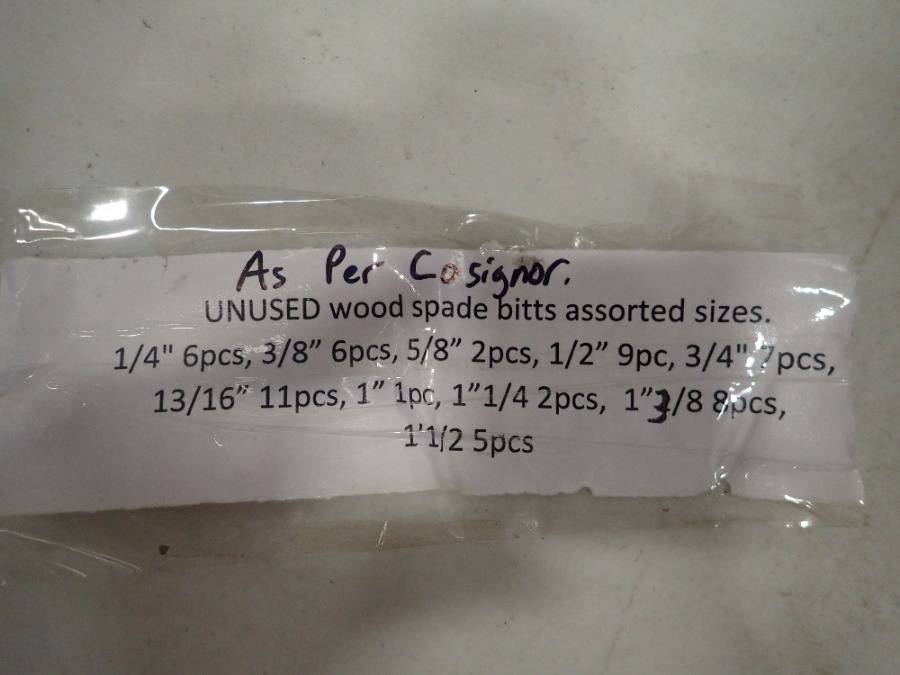 As Per Cosignor.
UNUSED wood spade bitts assorted sizes.
1/4" 6pcs, 3/8” 6pcs, 5/8” 2pcs, 1/2” 9pc, 3/4" 7pcs,
13/16” 11pcs, 1” 1pc, 1”1/4 2pcs, 1”3/8 8pcs,
1'1/2 5pcs